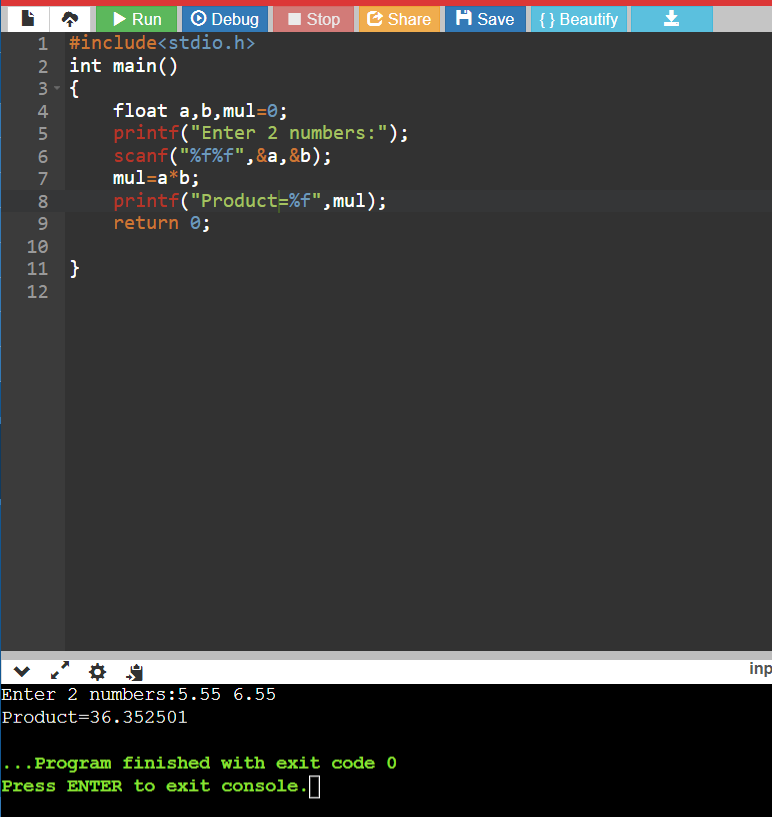 Run Debug Stop Share Save { } Beautify
1 #include<stdio.h>
2 int main()
3 {
4     float a,b,mul=0;
5     printf("Enter 2 numbers:");
6     scanf("%f%f",&a,&b);
7     mul=a*b;
8     printf("Product=%f",mul);
9     return 0;
10
11 }
12
inp
Enter 2 numbers:5.55 6.55
Product=36.352501
...Program finished with exit code 0
Press ENTER to exit console.